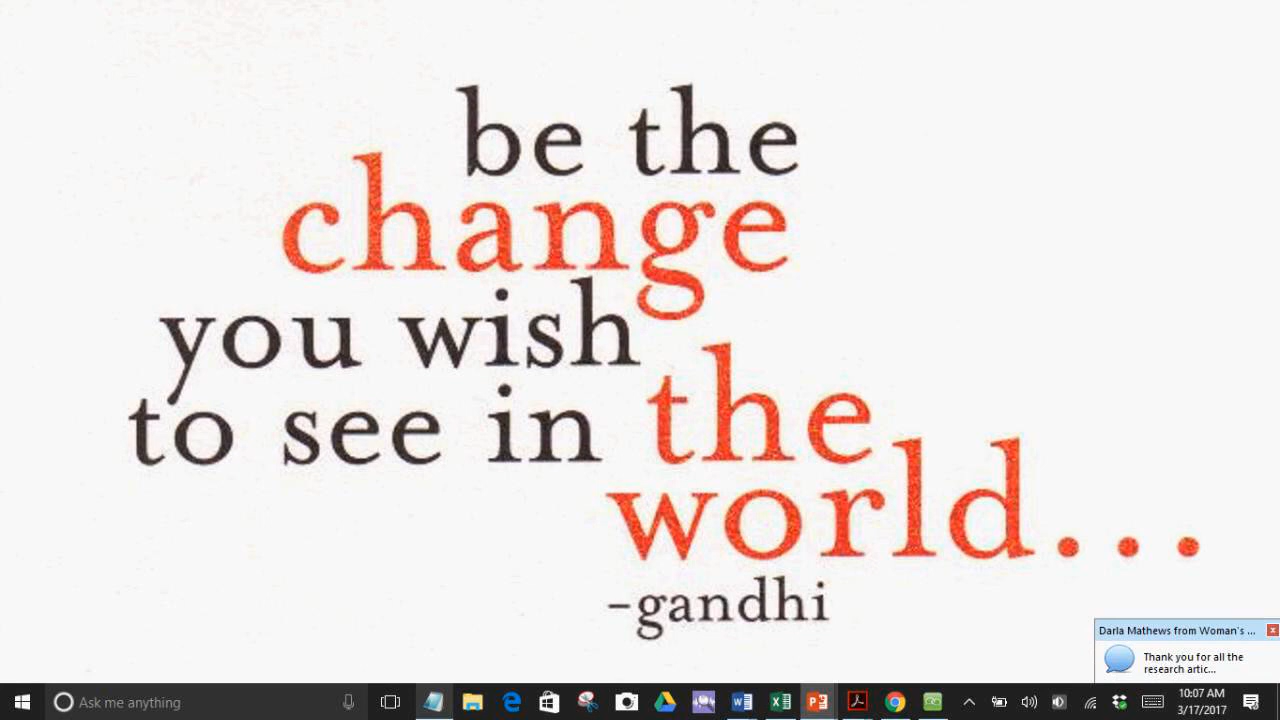 be the
change
you wish
to see in the
world...
-gandhi
Darla Mathews from Woman's ...
Thank you for all the
research artic...
Ask me anything
10:07 AM
3/17/2017